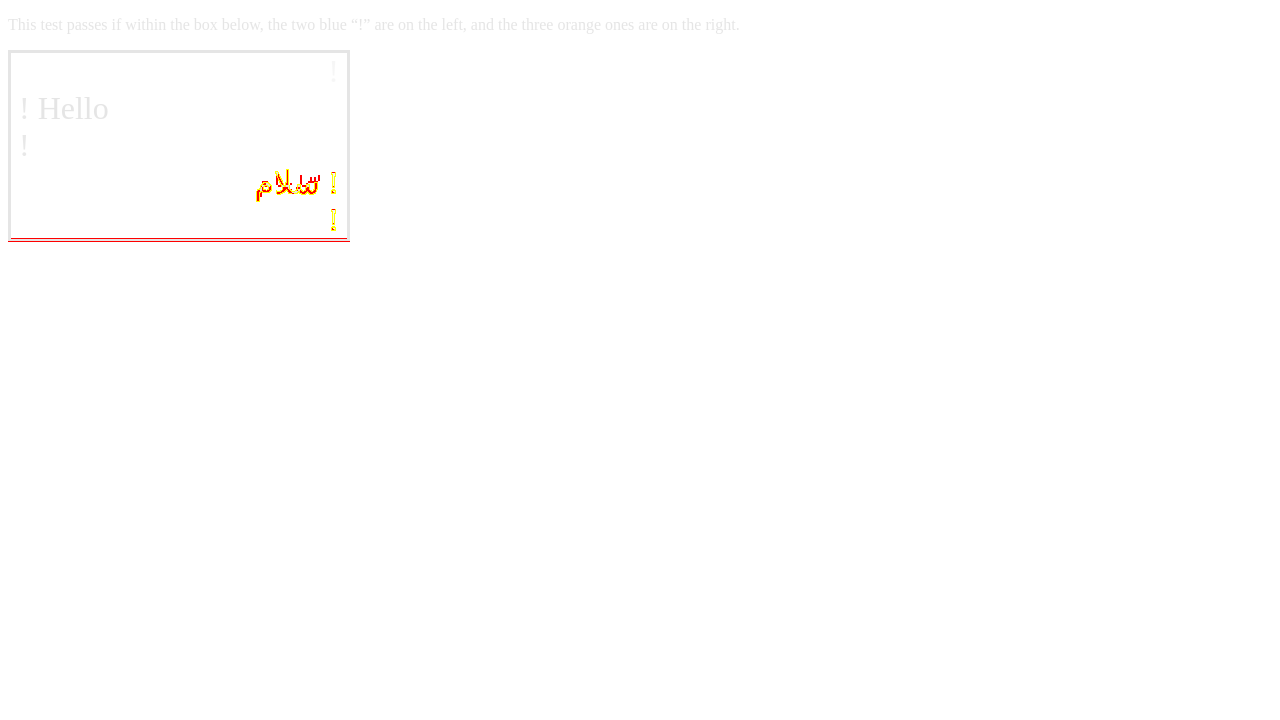 This test passes if within the box below, the two blue “!” are on the left, and the three orange ones are on the right.
!
! Hello
!
! سلام
!